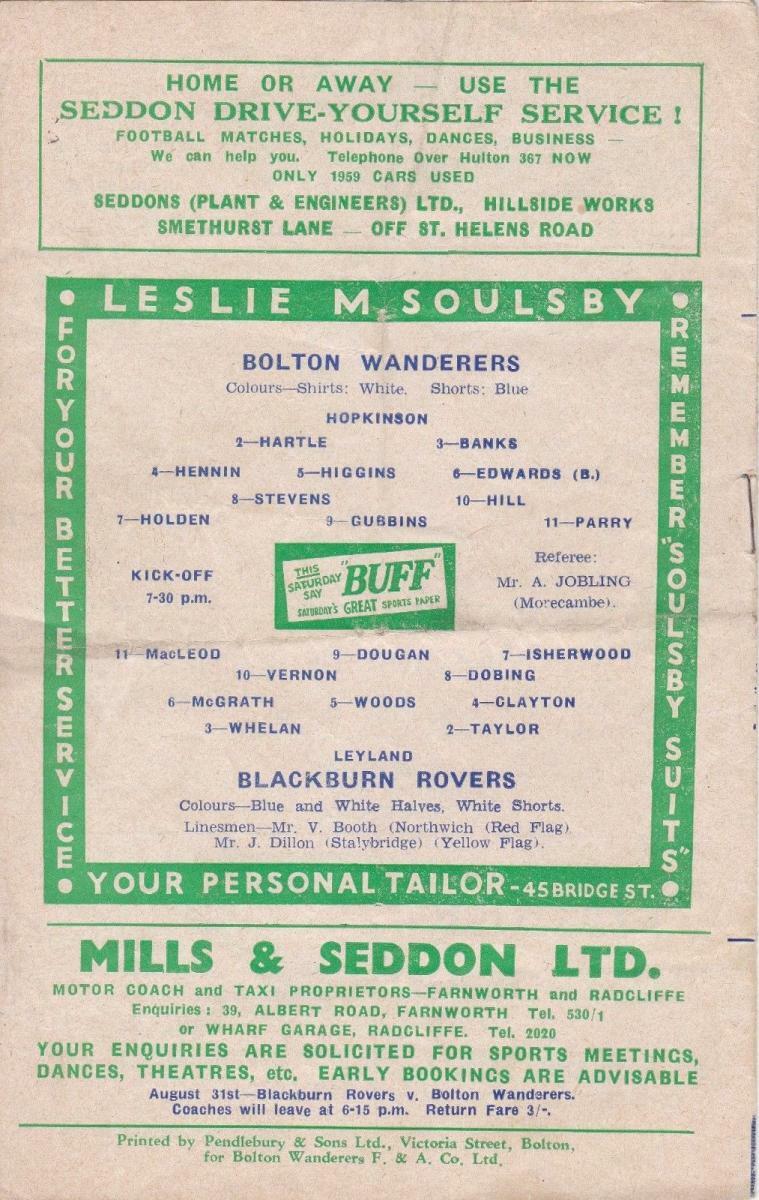 HOME OR AWAY — USE THE
SEDDON DRIVE-YOURSELF SERVICE !
FOOTBALL MATCHES, HOLIDAYS, DANCES, BUSINESS —
We can help you. Telephone Over Hulton 367 NOW
ONLY 1959 CARS USED
SEDDONS (PLANT & ENGINEERS) LTD., HILLSIDE WORKS
SMETHURST LANE — OFF ST. HELENS ROAD
LESLIE M SOULSBY
FOR YOUR BETTER SERVICE
REMEMBER "SOULSBY SUITS"
BOLTON WANDERERS
Colours—Shirts: White. Shorts: Blue
HOPKINSON
2—HARTLE 3—BANKS
4—HENNIN 5—HIGGINS 6—EDWARDS (B.)
8—STEVENS 10—HILL
7—HOLDEN 9—GUBBINS 11—PARRY
KICK-OFF
7-30 p.m.
THIS
SATURDAY
SAY
"BUFF"
SATURDAY'S GREAT SPORTS PAPER
Referee:
Mr. A. JOBLING
(Morecambe).
11—MacLEOD 9—DOUGAN 7—ISHERWOOD
10—VERNON 8—DOBING
6—McGRATH 5—WOODS 4—CLAYTON
3—WHELAN 2—TAYLOR
LEYLAND
BLACKBURN ROVERS
Colours—Blue and White Halves, White Shorts.
Linesmen—Mr. V. Booth (Northwich (Red Flag)
Mr. J. Dillon (Stalybridge) (Yellow Flag).
YOUR PERSONAL TAILOR - 45 BRIDGE ST.
MILLS & SEDDON LTD.
MOTOR COACH and TAXI PROPRIETORS—FARNWORTH and RADCLIFFE
Enquiries: 39, ALBERT ROAD, FARNWORTH Tel. 530/1
or WHARF GARAGE, RADCLIFFE. Tel. 2020
YOUR ENQUIRIES ARE SOLICITED FOR SPORTS MEETINGS,
DANCES, THEATRES, etc. EARLY BOOKINGS ARE ADVISABLE
August 31st—Blackburn Rovers v. Bolton Wanderers.
Coaches will leave at 6-15 p.m. Return Fare 3/-.
Printed by Pendlebury & Sons Ltd., Victoria Street, Bolton,
for Bolton Wanderers F. & A. Co. Ltd.